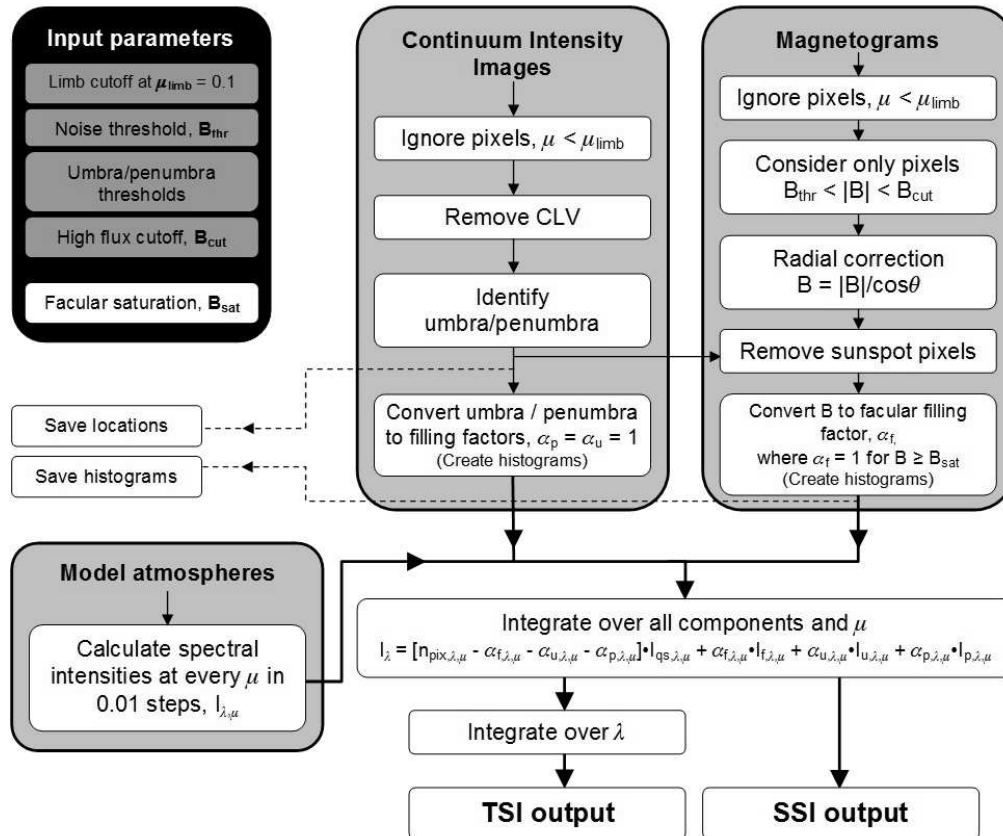 Input parameters
Limb cutoff at μlimb = 0.1
Noise threshold, Bthr
Umbra/penumbra
thresholds
High flux cutoff, Bcut
Facular saturation, Bsat
Save locations
Save histograms
Continuum Intensity
Images
Ignore pixels, μ < μlimb
Remove CLV
Identify
umbra/penumbra
Convert umbra / penumbra
to filling factors, αp = αu = 1
(Create histograms)
Magnetograms
Ignore pixels, μ < μlimb
Consider only pixels
Bthr < |B| < Bcut
Radial correction
B = |B|/cosθ
Remove sunspot pixels
Convert B to facular filling
factor, αf,
where αf = 1 for B ≥ Bsat
(Create histograms)
Model atmospheres
Calculate spectral
intensities at every μ in
0.01 steps, Iλ,μ
Integrate over all components and μ
Iλ = [npix,λ,μ - αf,λ,μ - αu,λ,μ - αp,λ,μ]•Iqs,λ,μ + αf,λ,μ•If,λ,μ + αu,λ,μ•Iu,λ,μ + αp,λ,μ•Ip,λ,μ
Integrate over λ
TSI output
SSI output